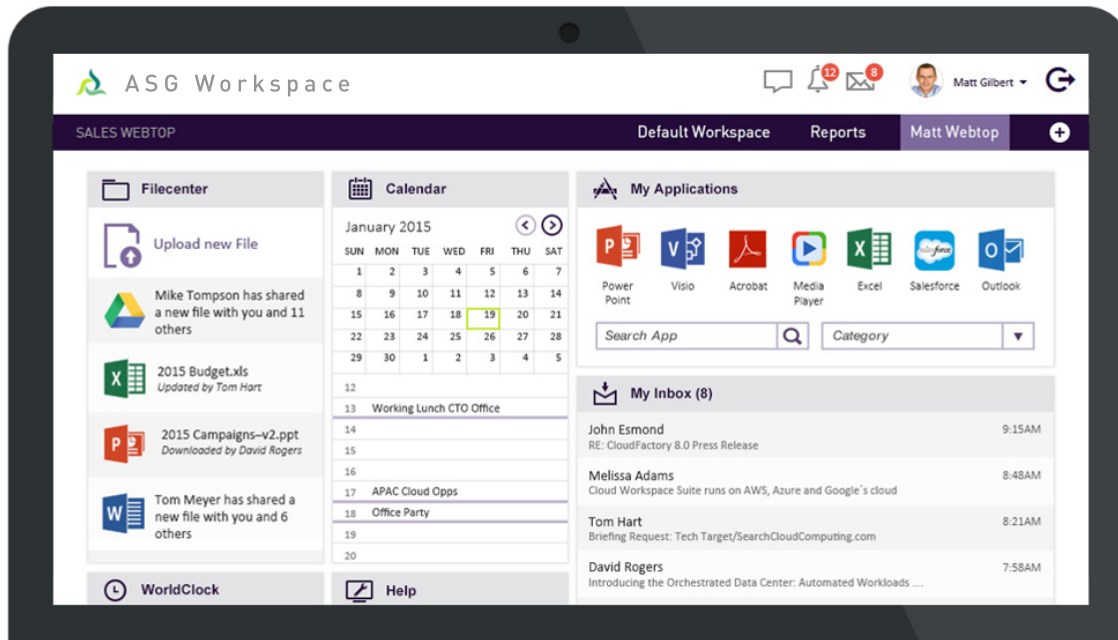 ASG Workspace
12
8
Matt Gilbert
SALES WEBTOP
Default Workspace
Reports
Matt Webtop
Filecenter
Upload new File
Mike Tompson has shared
a new file with you and 11
others
X
2015 Budget.xls
Updated by Tom Hart
P
2015 Campaigns–v2.ppt
Downloaded by David Rogers
W
Tom Meyer has shared a
new file with you and 6
others
WorldClock
Calendar
January 2015
SUN MON TUE WED FRI THU SAT
1 2 3 4 5 6 7
8 9 10 11 12 13 14
15 16 17 18 19 20 21
22 23 24 25 26 27 28
29 30 1 2 3 4 5
12
13 Working Lunch CTO Office
14
15
16
17 APAC Cloud Opps
18 Office Party
19
20
Help
My Applications
P
V
X
salesforce
O
Power
Point
Visio
Acrobat
Media
Player
Excel
Salesforce
Outlook
Search App
Category
My Inbox (8)
John Esmond 9:15AM
RE: CloudFactory 8.0 Press Release
Melissa Adams 8:48AM
Cloud Workspace Suite runs on AWS, Azure and Google´s cloud
Tom Hart 8:21AM
Briefing Request: Tech Target/SearchCloudComputing.com
David Rogers 7:58AM
Introducing the Orchestrated Data Center: Automated Workloads ....